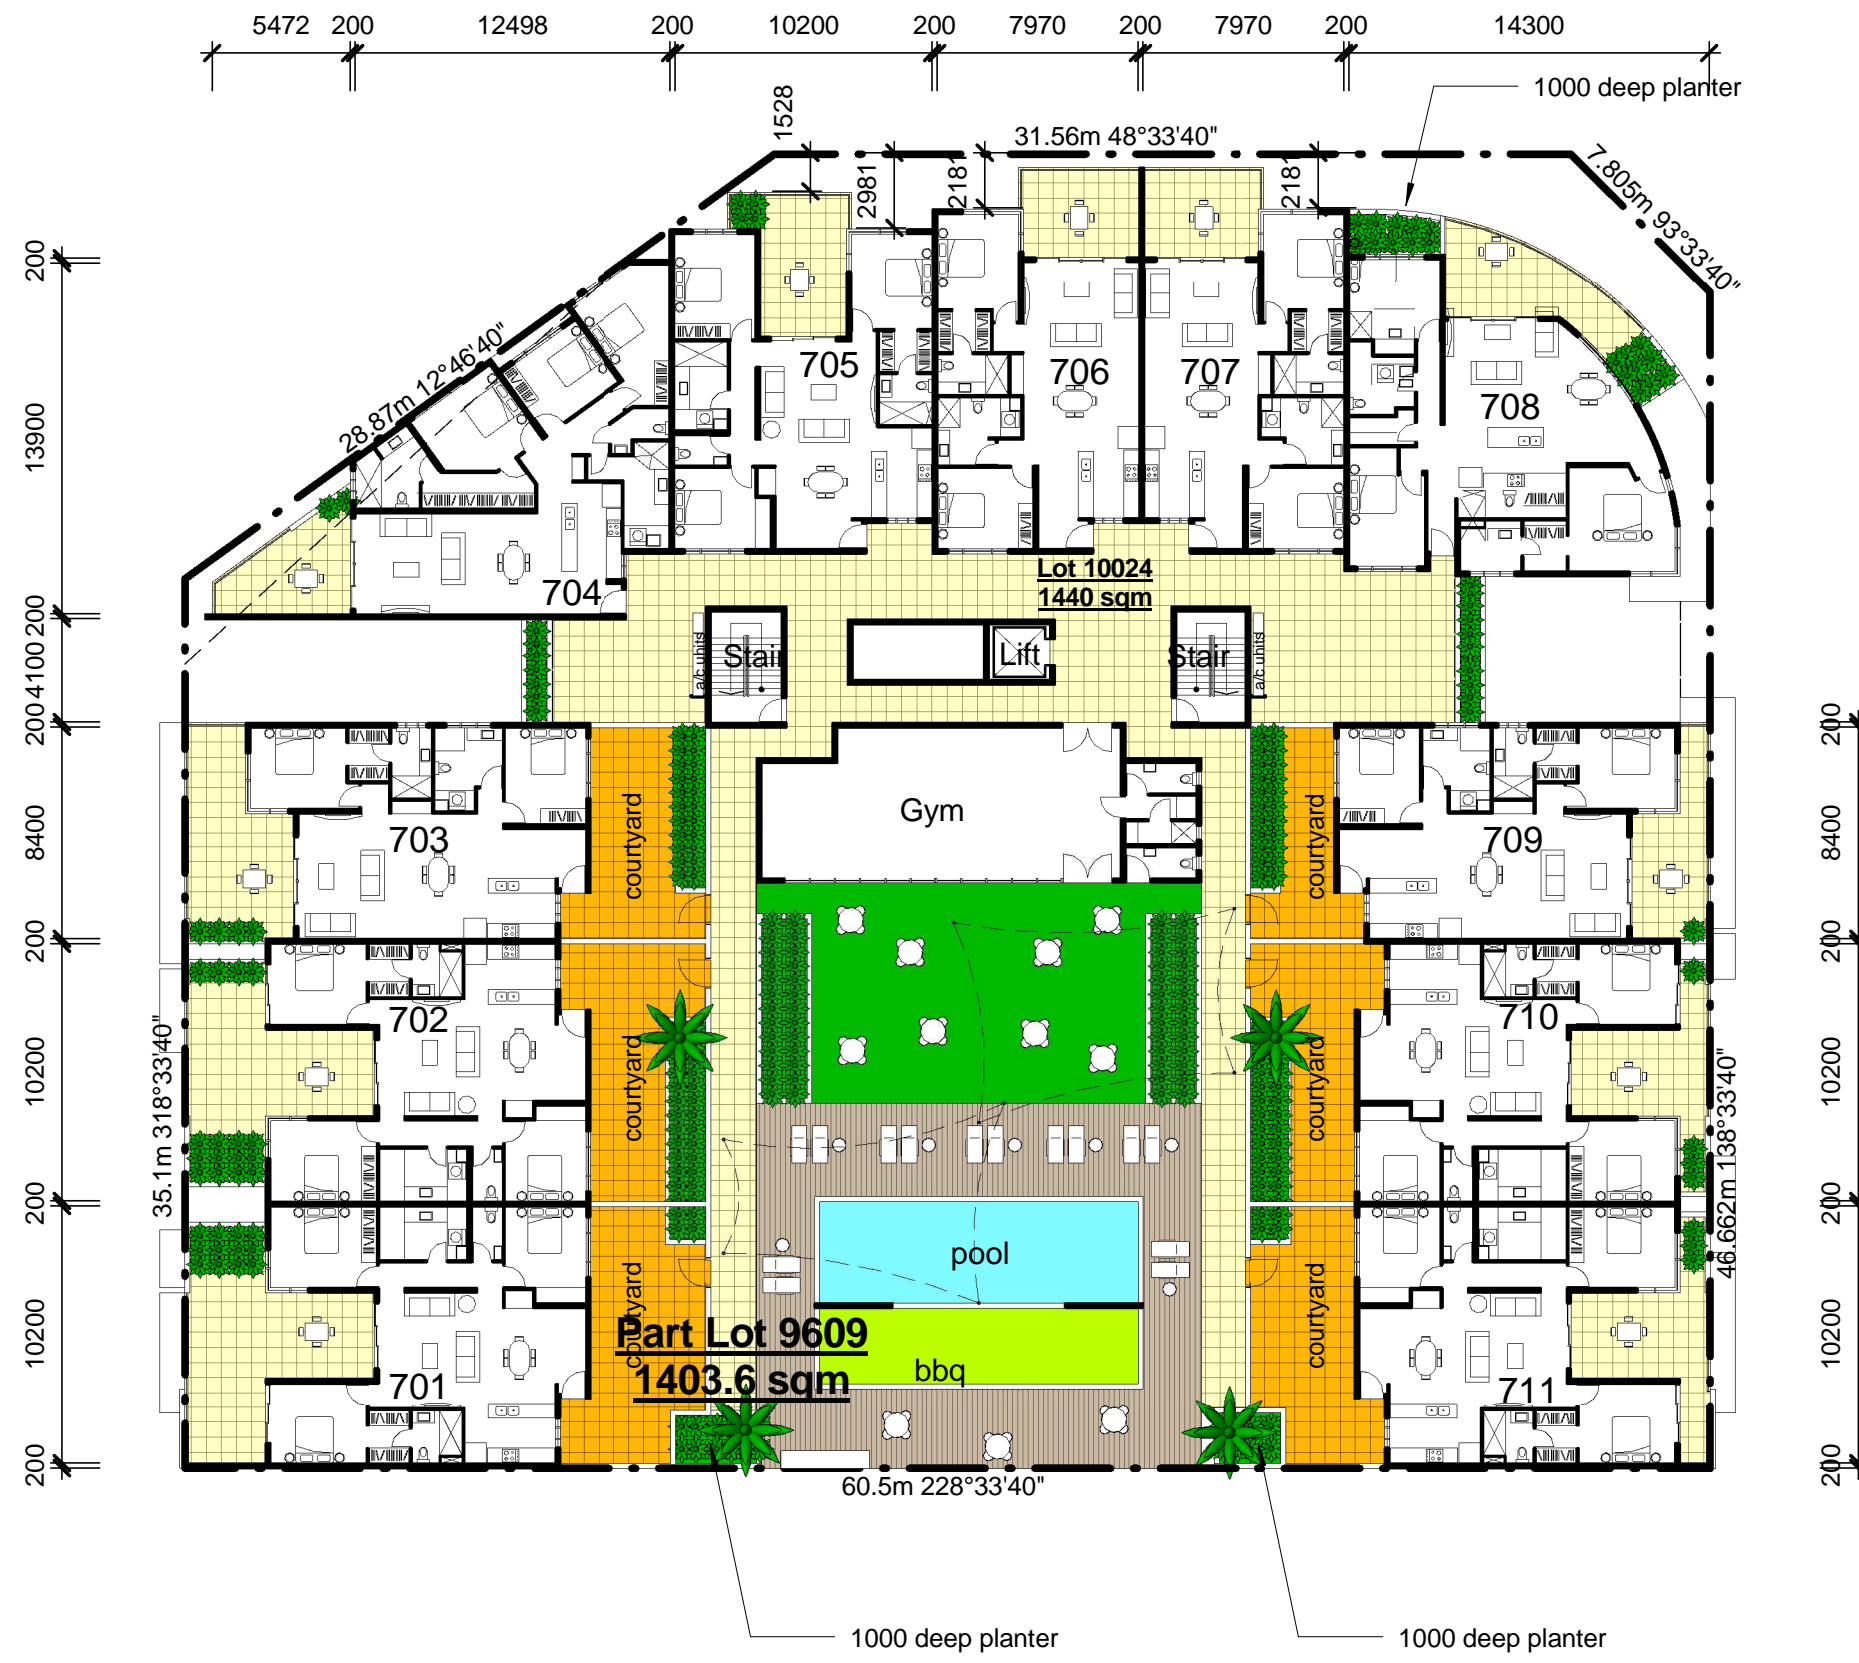 5472 200 12498 200 10200 200 7970 200 7970 200 14300
1000 deep planter
1528
31.56m 48°33'40"
7.805m 93°33'40"
2981
2181
2181
200
13900
200
4100
200
8400
200
10200
200
10200
200
28.87m 12°46'40"
705
706
707
708
704
Lot 10024
1440 sqm
a/c units
Stair
Lift
Stair
a/c units
200
8400
200
10200
200
10200
200
703
courtyard
Gym
courtyard
709
702
courtyard
courtyard
710
35.1m 318°33'40"
46.662m 138°33'40"
pool
courtyard
courtyard
Part Lot 9609
1403.6 sqm
bbq
701
711
60.5m 228°33'40"
1000 deep planter
1000 deep planter